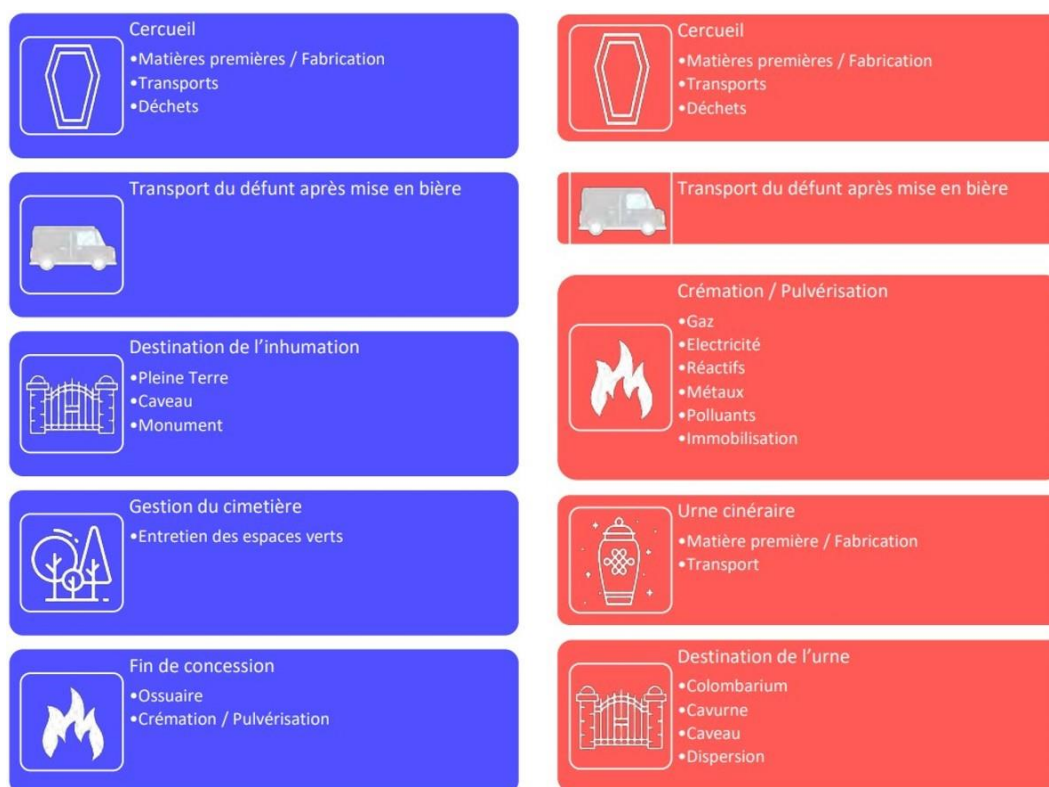 Cercueil
•Matières premières / Fabrication
•Transports
•Déchets
Transport du défunt après mise en bière
Destination de l'inhumation
•Pleine Terre
•Caveau
•Monument
Gestion du cimetière
•Entretien des espaces verts
Fin de concession
•Ossuaire
•Crémation / Pulvérisation
Cercueil
•Matières premières / Fabrication
•Transports
•Déchets
Transport du défunt après mise en bière
Crémation / Pulvérisation
•Gaz
•Electricité
•Réactifs
•Métaux
•Polluants
•Immobilisation
Urne cinéraire
•Matière première / Fabrication
•Transport
Destination de l'urne
•Colombarium
•Cavurne
•Caveau
•Dispersion